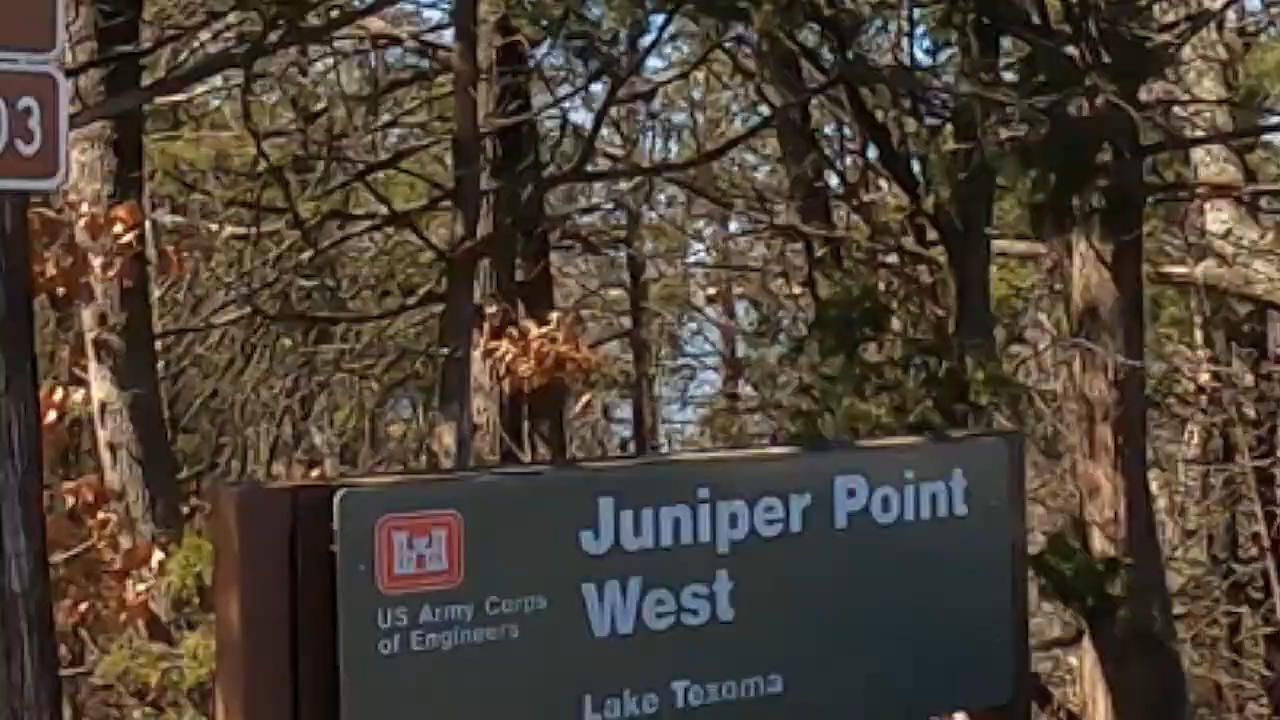 03
Juniper Point
West
US Army Corps
of Engineers
Lake Texoma